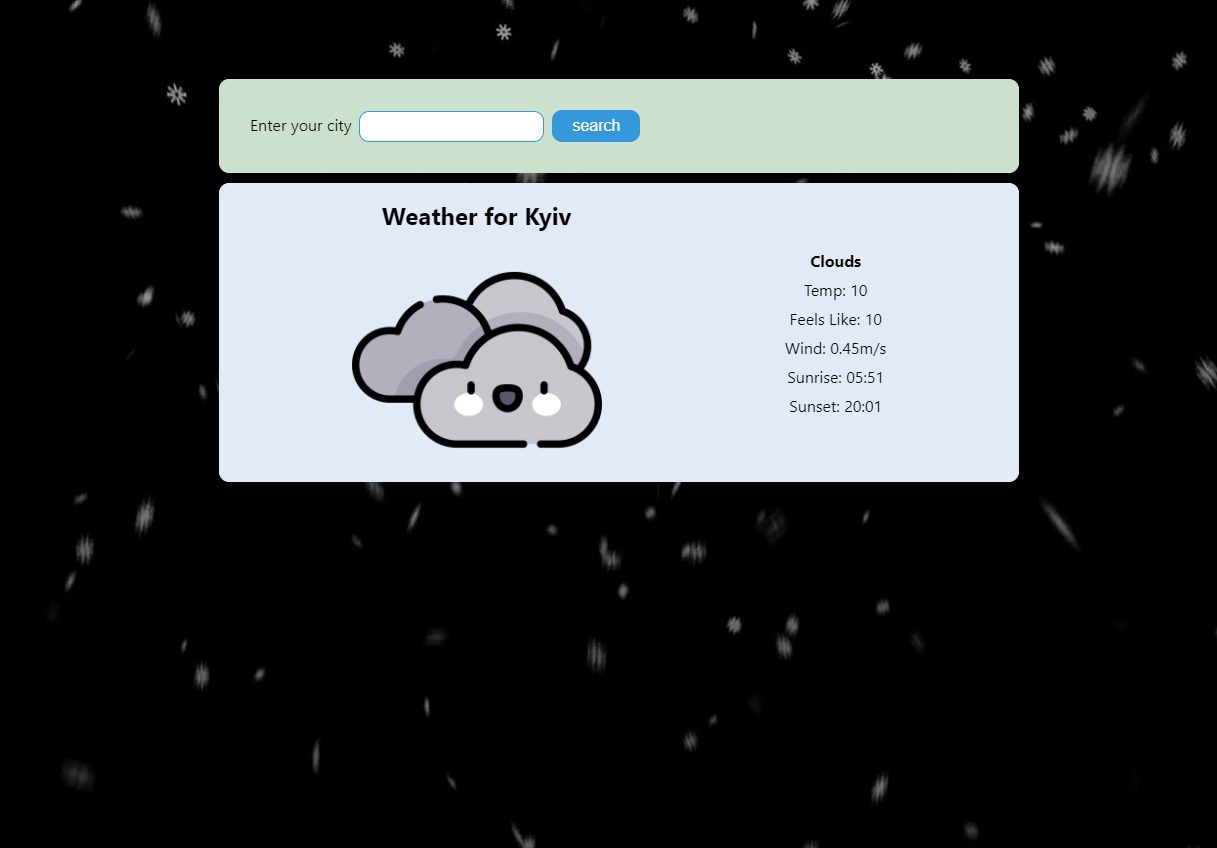 Enter your city search
Weather for Kyiv
Clouds
Temp: 10
Feels Like: 10
Wind: 0.45m/s
Sunrise: 05:51
Sunset: 20:01